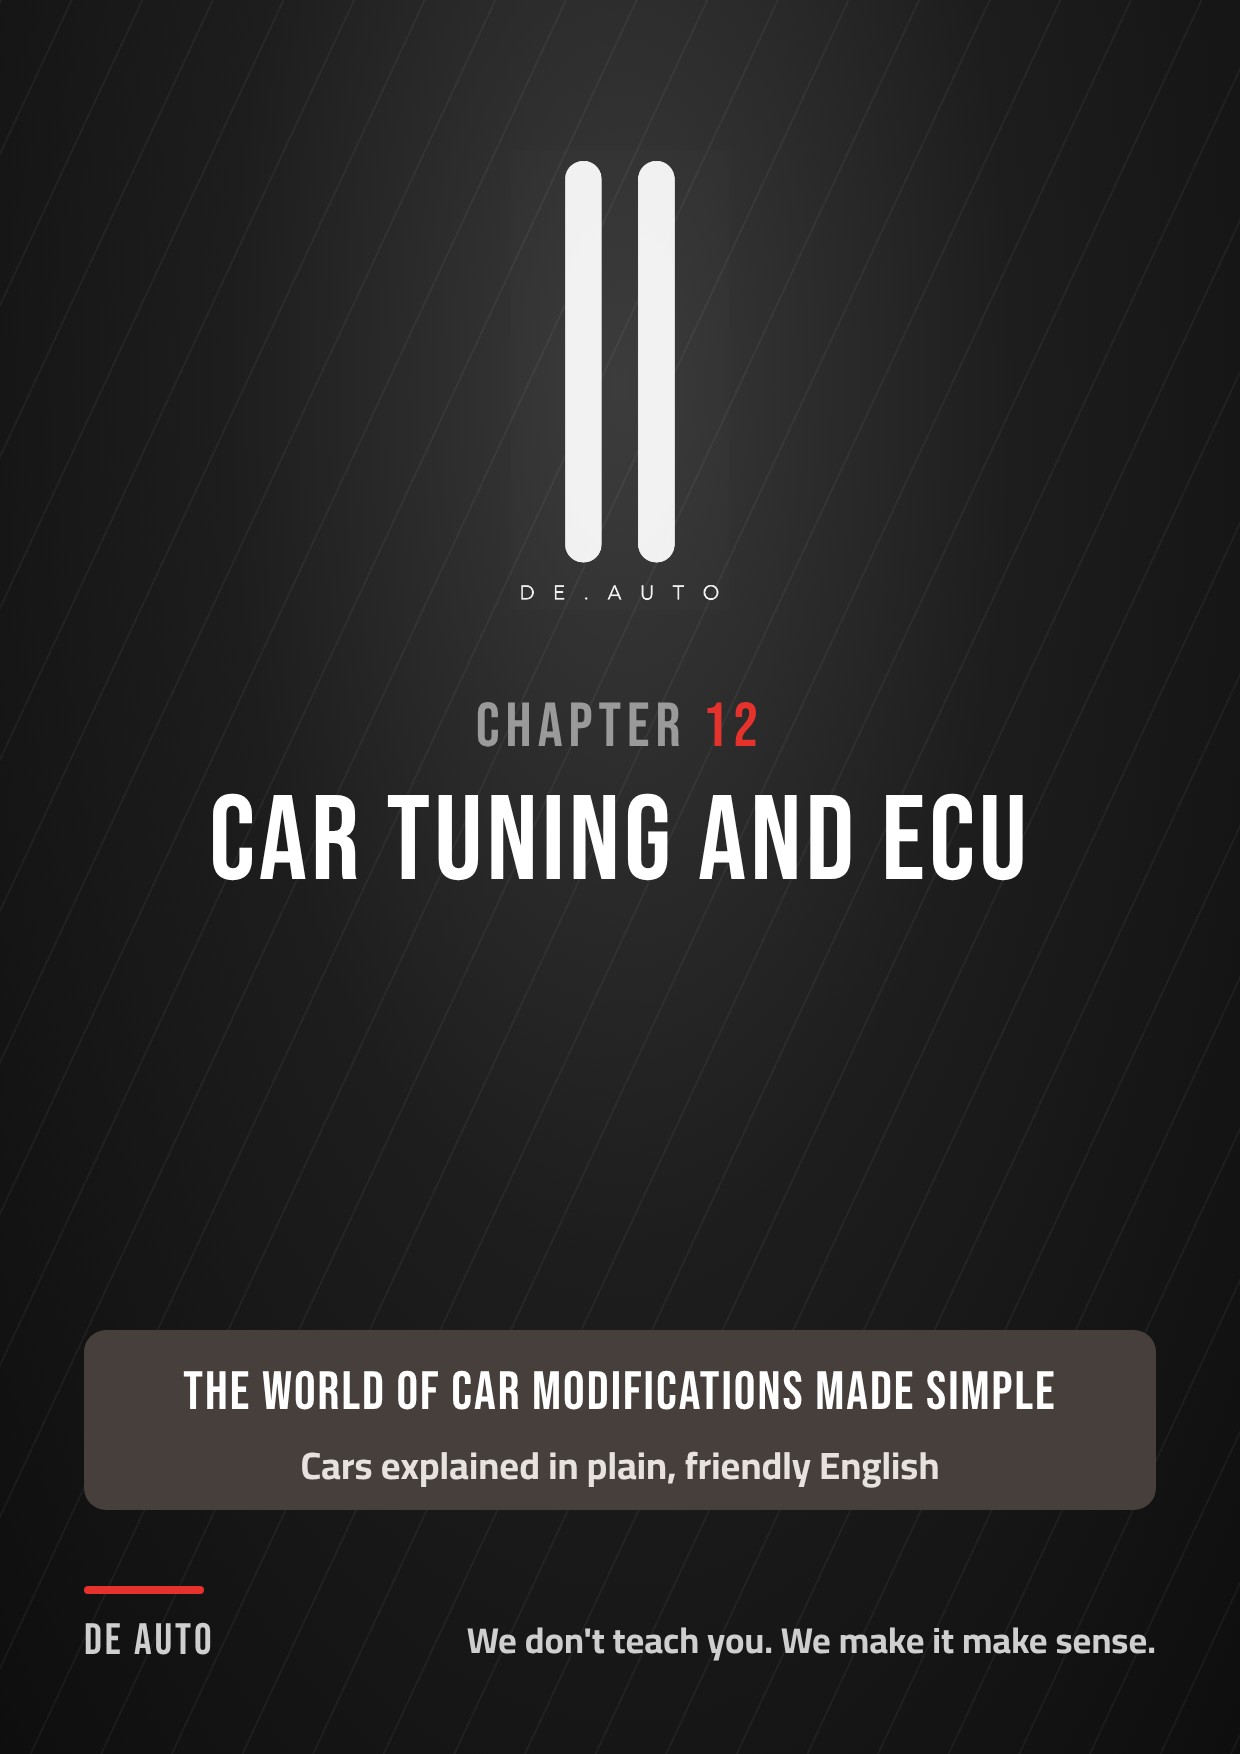 DE.AUTO
CHAPTER 12
CAR TUNING AND ECU
THE WORLD OF CAR MODIFICATIONS MADE SIMPLE
Cars explained in plain, friendly English
DE AUTO
We don't teach you. We make it make sense.